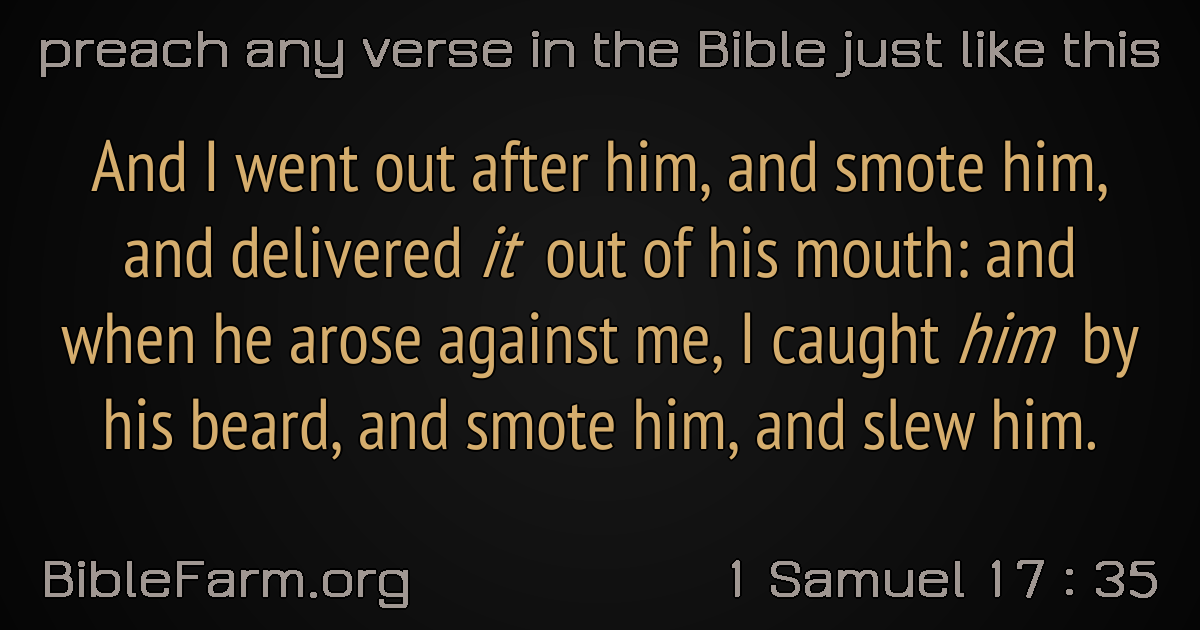 preach any verse in the Bible just like this
And I went out after him, and smote him,
and delivered it out of his mouth: and
when he arose against me, I caught him by
his beard, and smote him, and slew him.
BibleFarm.org
1 Samuel 17 : 35